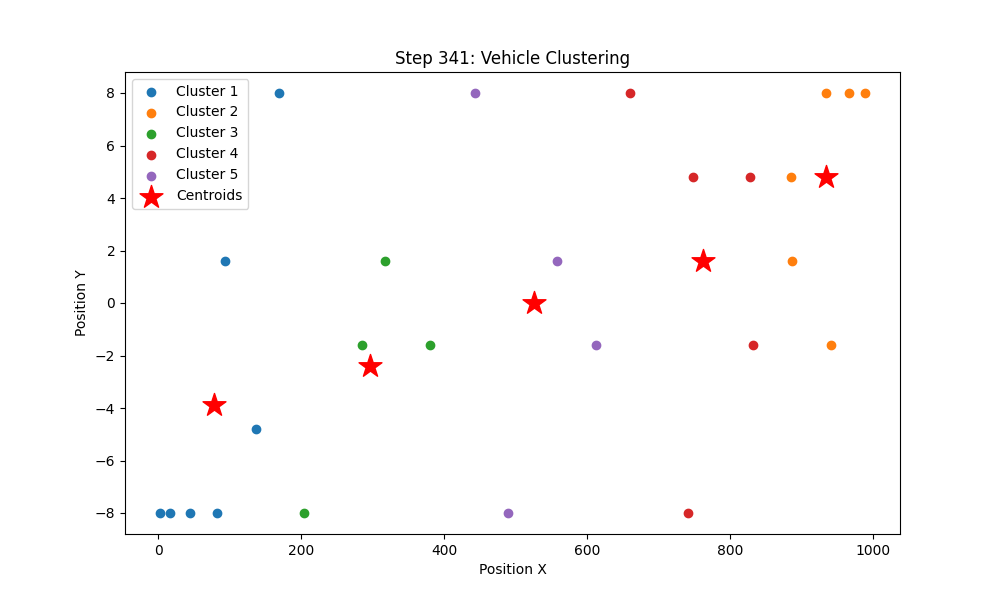 Step 341: Vehicle Clustering
Cluster 1
Cluster 2
Cluster 3
Cluster 4
Cluster 5
Centroids
Position Y
8
6
4
2
0
−2
−4
−6
−8
0 200 400 600 800 1000
Position X